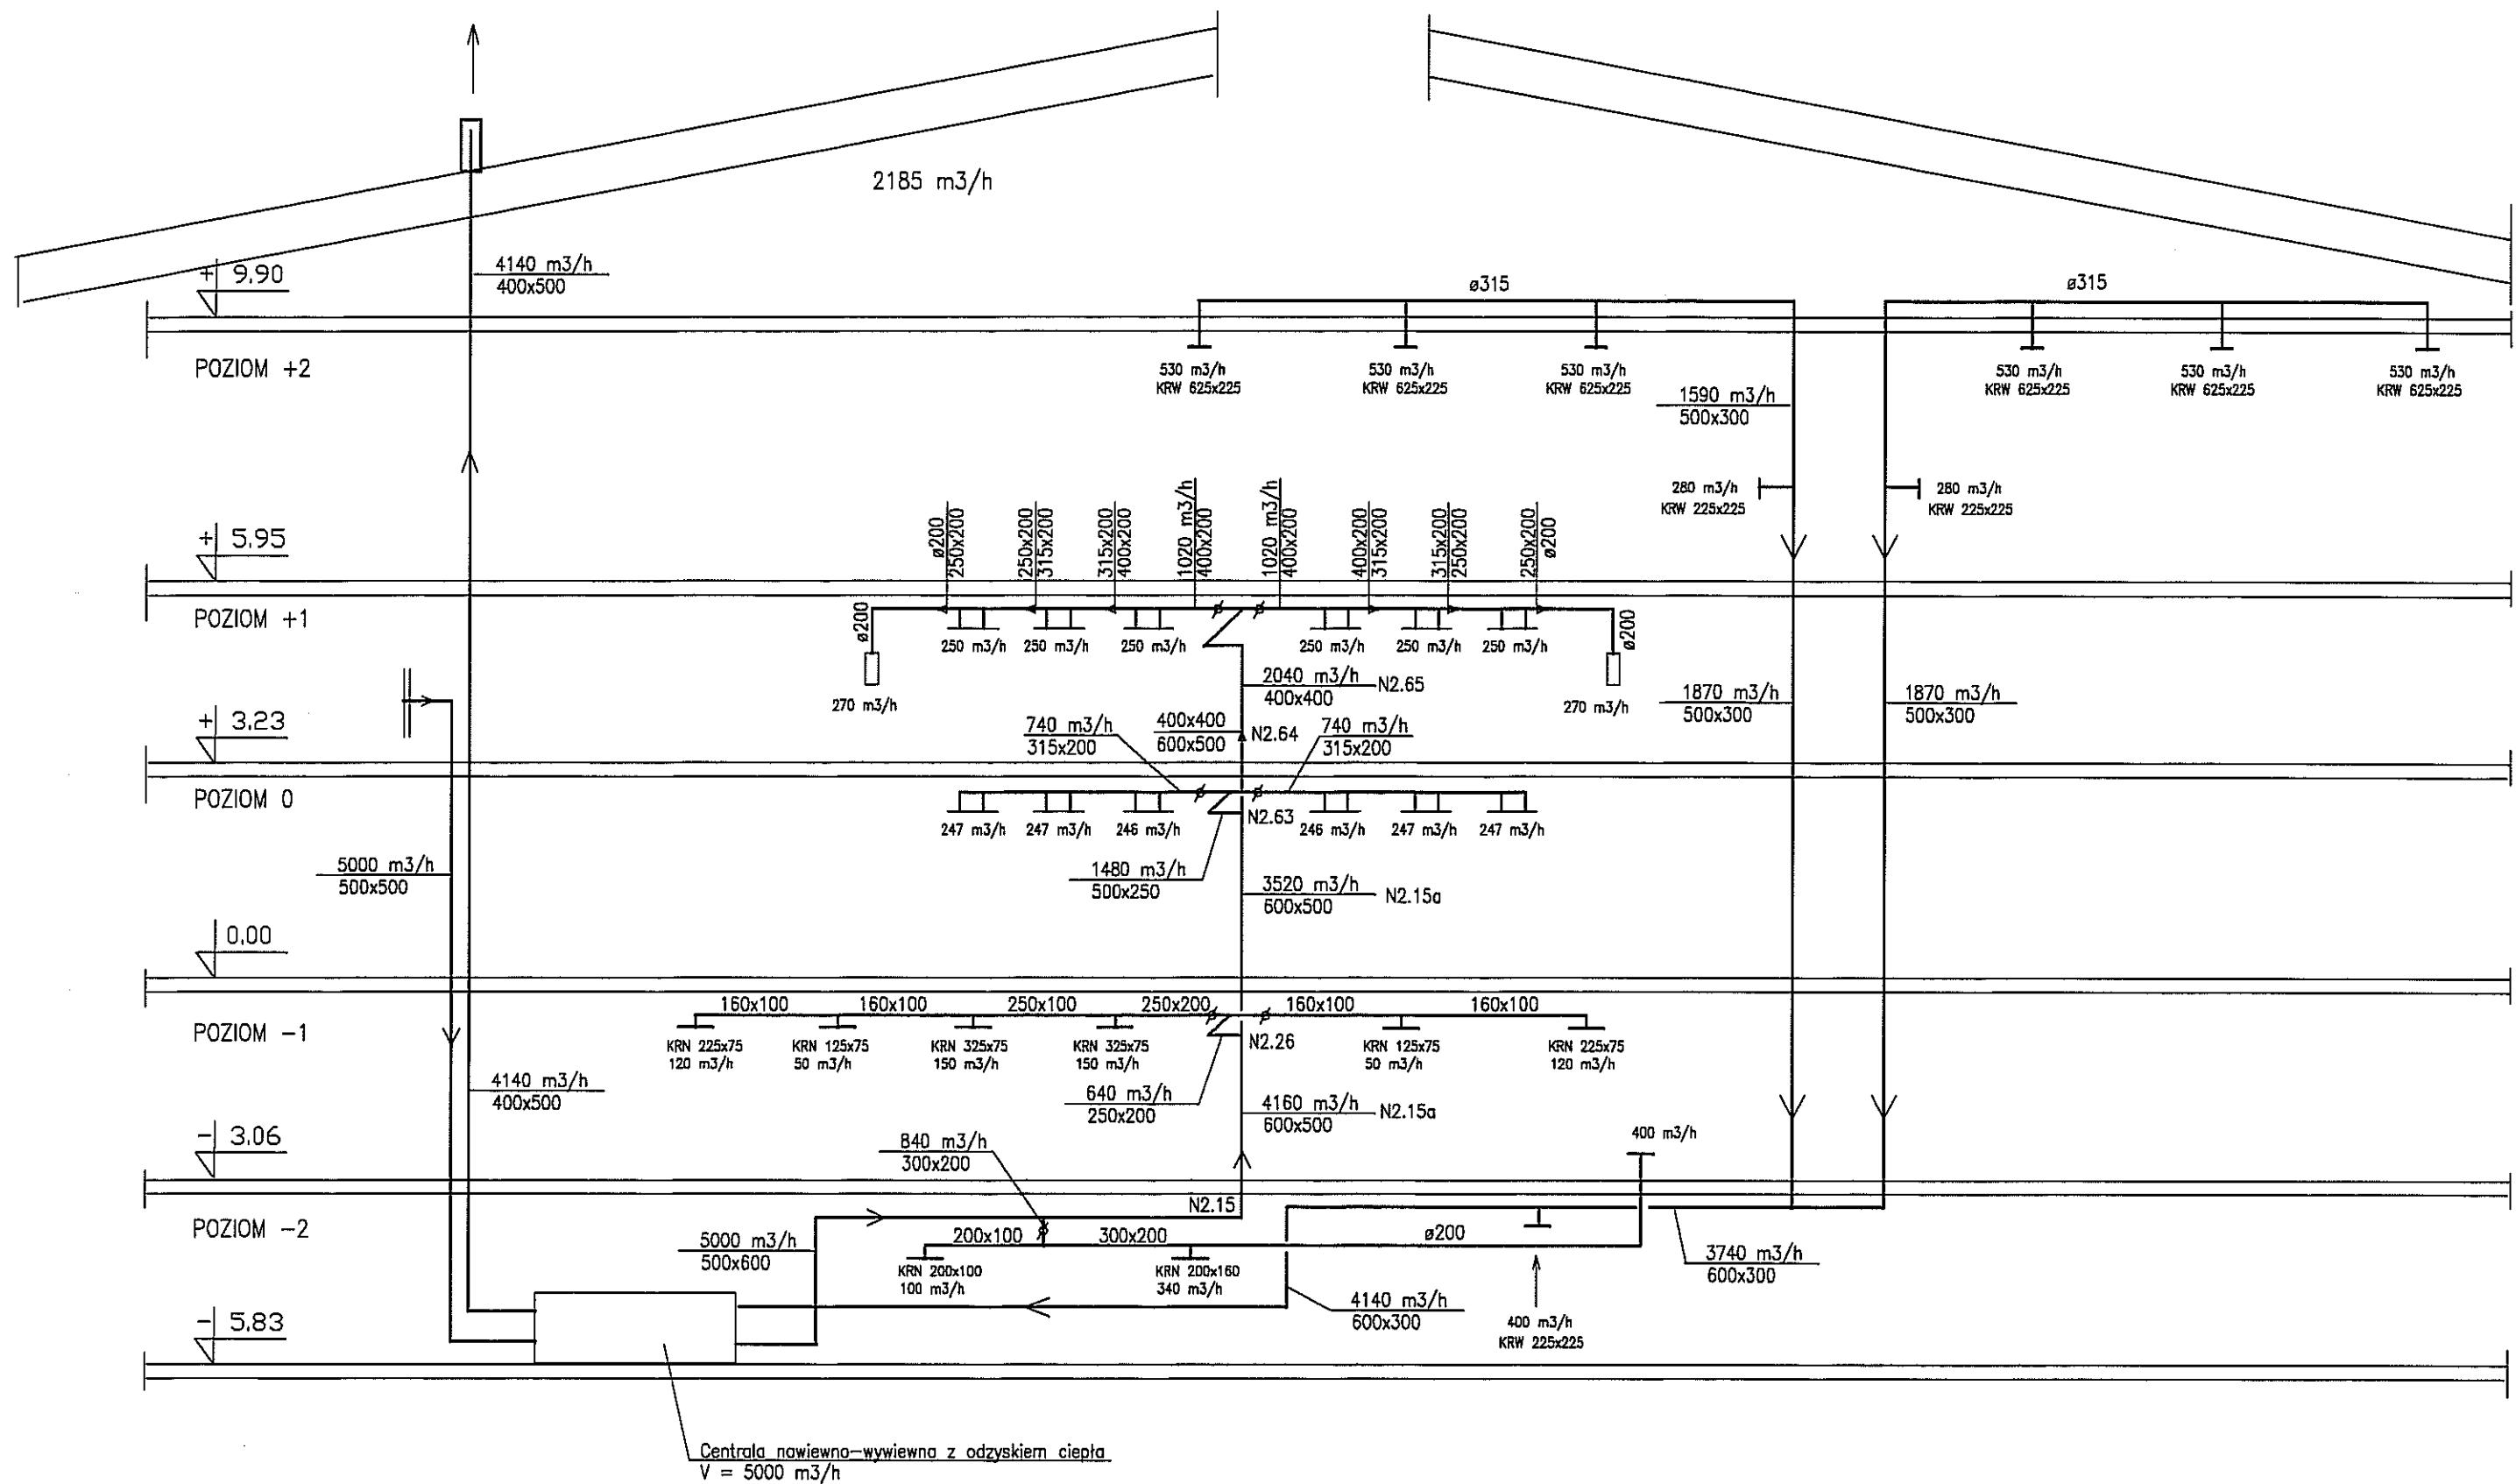 2185 m3/h
+ 9,90
4140 m3/h
400x500
ø315
ø315
POZIOM +2
530 m3/h
KRW 625x225
530 m3/h
KRW 625x225
530 m3/h
KRW 625x225
530 m3/h
KRW 625x225
530 m3/h
KRW 625x225
530 m3/h
KRW 625x225
1590 m3/h
500x300
280 m3/h
KRW 225x225
280 m3/h
KRW 225x225
+ 5,95
ø200
250x200
250x200
315x200
315x200
400x200
1020 m3/h
400x200
1020 m3/h
400x200
400x200
315x200
315x200
250x200
250x200
ø200
POZIOM +1
ø200
250 m3/h
250 m3/h
250 m3/h
250 m3/h
250 m3/h
250 m3/h
ø200
270 m3/h
270 m3/h
2040 m3/h
400x400
N2.65
1870 m3/h
500x300
1870 m3/h
500x300
+ 3,23
740 m3/h
315x200
400x400
600x500
N2.64
740 m3/h
315x200
POZIOM 0
247 m3/h
247 m3/h
246 m3/h
N2.63
246 m3/h
247 m3/h
247 m3/h
5000 m3/h
500x500
1480 m3/h
500x250
3520 m3/h
600x500
N2.15a
0,00
160x100
160x100
250x100
250x200
160x100
160x100
POZIOM -1
KRN 225x75
120 m3/h
KRN 125x75
50 m3/h
KRN 325x75
150 m3/h
KRN 325x75
150 m3/h
N2.26
KRN 125x75
50 m3/h
KRN 225x75
120 m3/h
4140 m3/h
400x500
640 m3/h
250x200
4160 m3/h
600x500
N2.15a
- 3,06
840 m3/h
300x200
400 m3/h
POZIOM -2
N2.15
5000 m3/h
500x600
200x100
300x200
ø200
3740 m3/h
600x300
KRN 200x100
100 m3/h
KRN 200x160
340 m3/h
4140 m3/h
600x300
400 m3/h
KRW 225x225
- 5,83
Centrala nawiewno-wywiewna z odzyskiem ciepła
V = 5000 m3/h